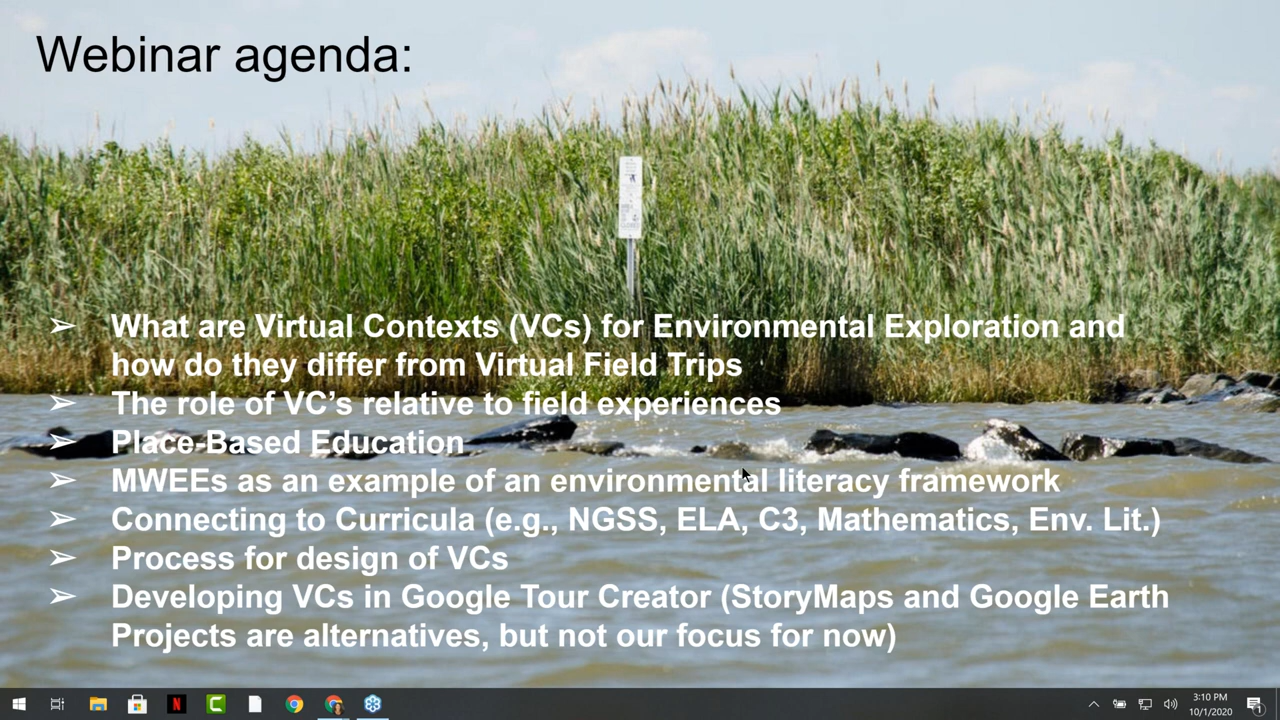 Webinar agenda:
➢ What are Virtual Contexts (VCs) for Environmental Exploration and
how do they differ from Virtual Field Trips
➢ The role of VC’s relative to field experiences
➢ Place-Based Education
➢ MWEEs as an example of an environmental literacy framework
➢ Connecting to Curricula (e.g., NGSS, ELA, C3, Mathematics, Env. Lit.)
➢ Process for design of VCs
➢ Developing VCs in Google Tour Creator (StoryMaps and Google Earth
Projects are alternatives, but not our focus for now)
N
C
3:10 PM
10/1/2020
1